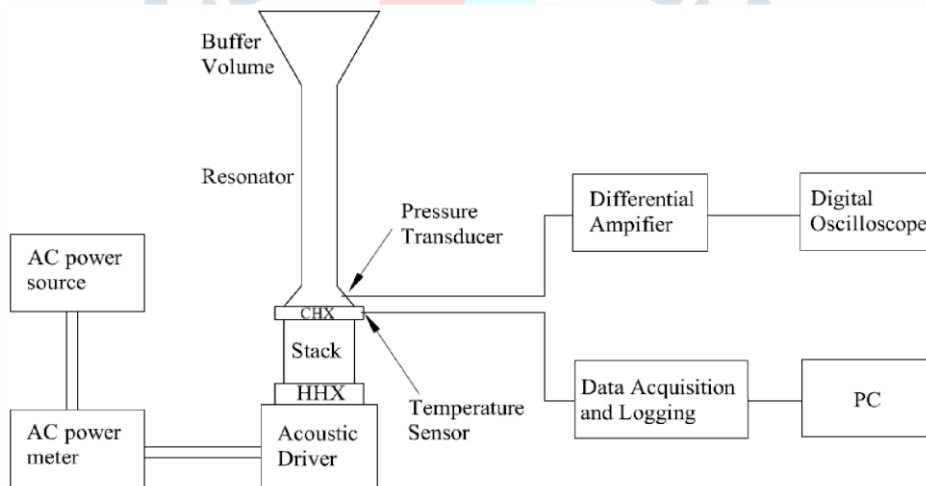 Buffer
Volume
Resonator
Pressure
Transducer
Differential
Ampifier
Digital
Oscilloscope
AC power
source
CHX
Stack
HHX
Temperature
Sensor
Data Acquisition
and Logging
PC
AC power
meter
Acoustic
Driver